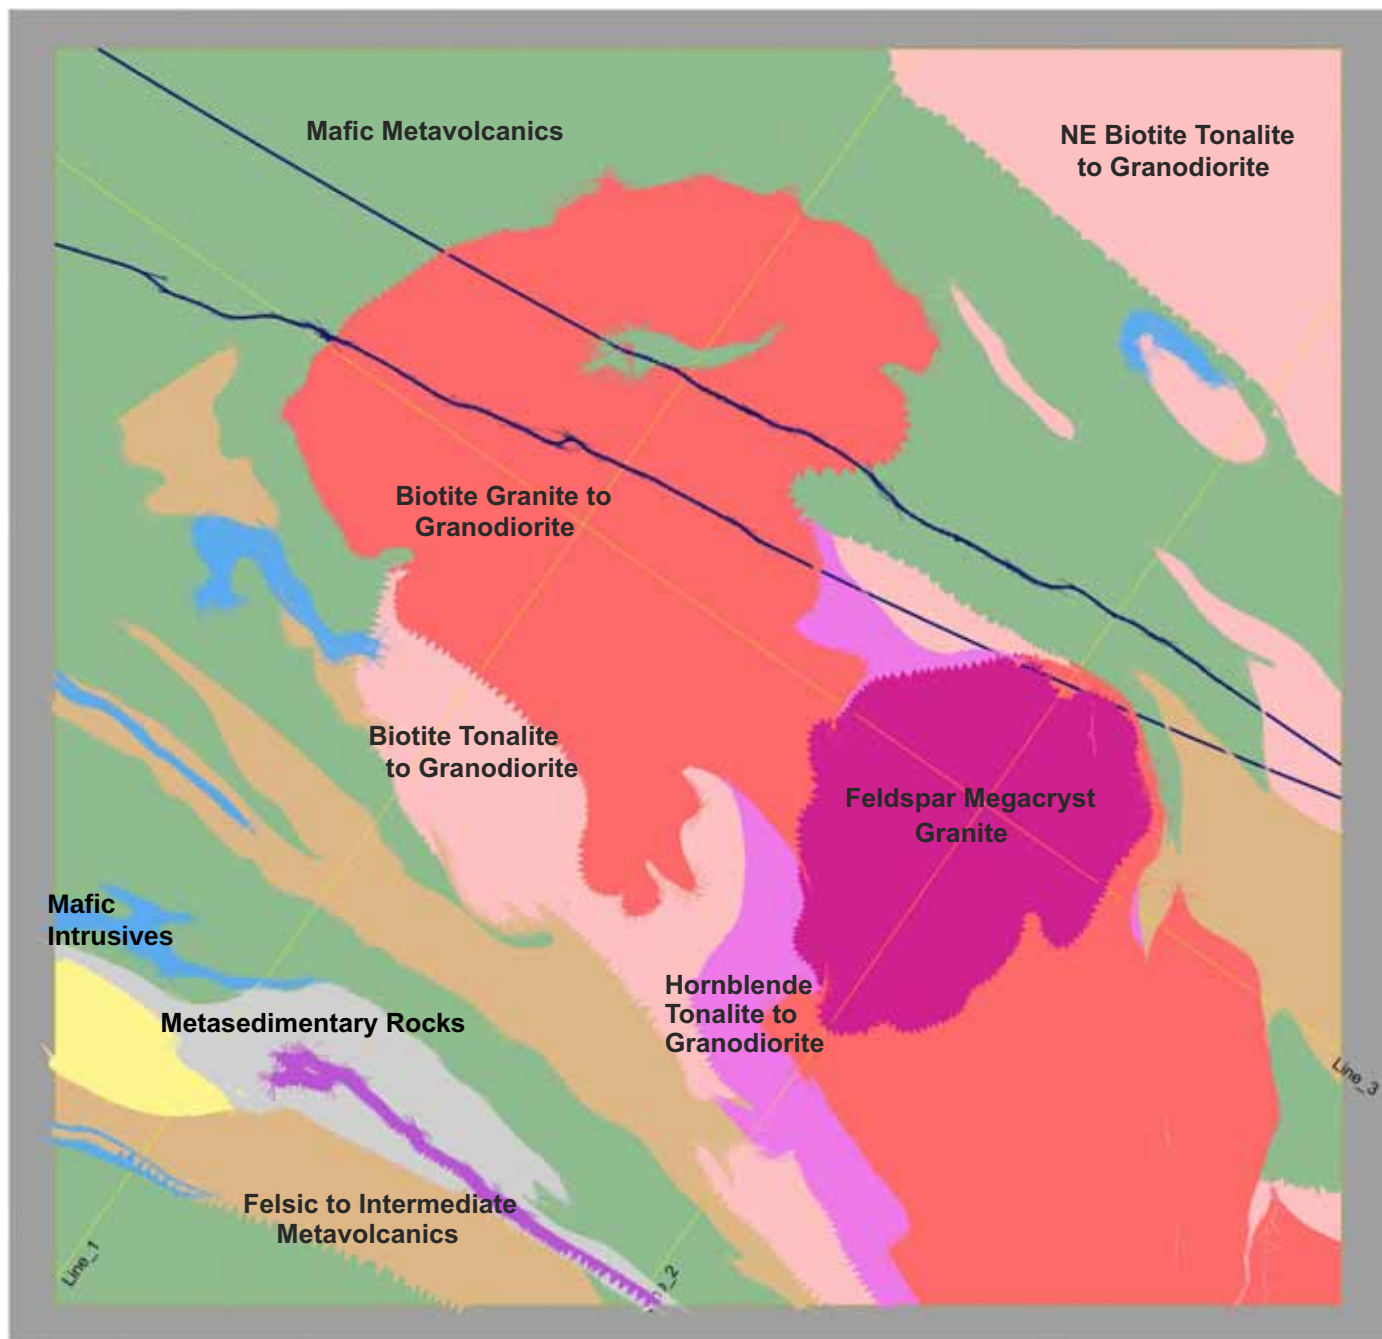 Mafic Metavolcanics
NE Biotite Tonalite
to Granodiorite
Biotite Granite to
Granodiorite
Biotite Tonalite
to Granodiorite
Feldspar Megacryst
Granite
Mafic
Intrusives
Hornblende
Tonalite to
Granodiorite
Metasedimentary Rocks
Line_3
Felsic to Intermediate
Metavolcanics
Line_1